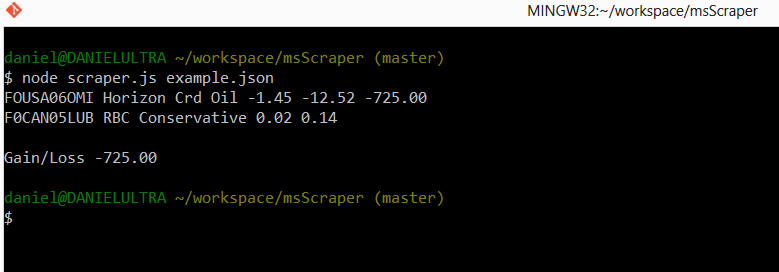 MINGW32:~/workspace/msScraper
daniel@DANIELULTRA ~/workspace/msScraper (master)
$ node scraper.js example.json
FOUSA06OMI Horizon Crd Oil -1.45 -12.52 -725.00
F0CAN05LUB RBC Conservative 0.02 0.14
Gain/Loss -725.00
daniel@DANIELULTRA ~/workspace/msScraper (master)
$